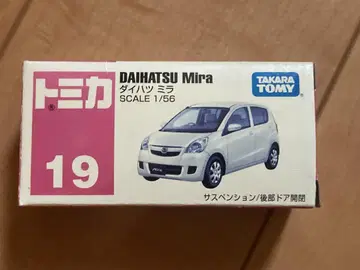 トミカ
®
19
DAIHATSU Mira
ダイハツ ミラ
SCALE 1/56
TAKARA
TOMY
サスペンション/後部ドア開閉